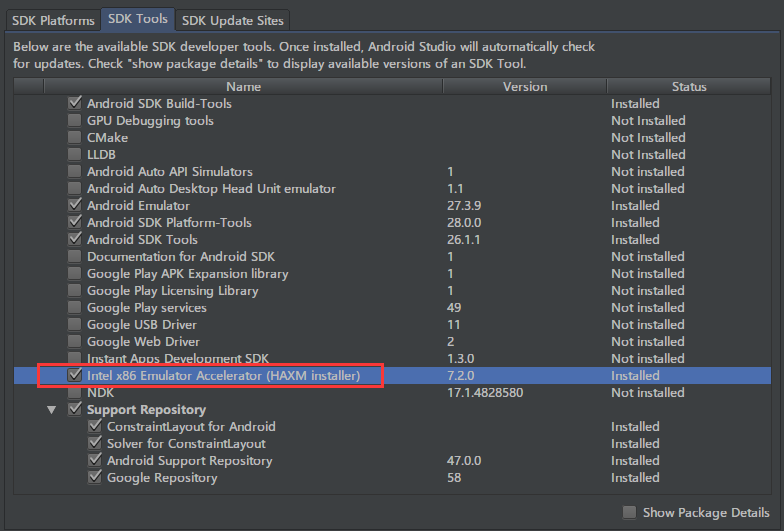 SDK Platforms SDK Tools SDK Update Sites
Below are the available SDK developer tools. Once installed, Android Studio will automatically check
for updates. Check "show package details" to display available versions of an SDK Tool.
Name Version Status
Android SDK Build-Tools Installed
GPU Debugging tools Not Installed
CMake Not Installed
LLDB Not Installed
Android Auto API Simulators 1 Not installed
Android Auto Desktop Head Unit emulator 1.1 Not installed
Android Emulator 27.3.9 Installed
Android SDK Platform-Tools 28.0.0 Installed
Android SDK Tools 26.1.1 Installed
Documentation for Android SDK 1 Not installed
Google Play APK Expansion library 1 Not installed
Google Play Licensing Library 1 Not installed
Google Play services 49 Not installed
Google USB Driver 11 Not installed
Google Web Driver 2 Not installed
Instant Apps Development SDK 1.3.0 Not installed
Intel x86 Emulator Accelerator (HAXM installer) 7.2.0 Installed
NDK 17.1.4828580 Not installed
Support Repository
ConstraintLayout for Android Installed
Solver for ConstraintLayout Installed
Android Support Repository 47.0.0 Installed
Google Repository 58 Installed
Show Package Details